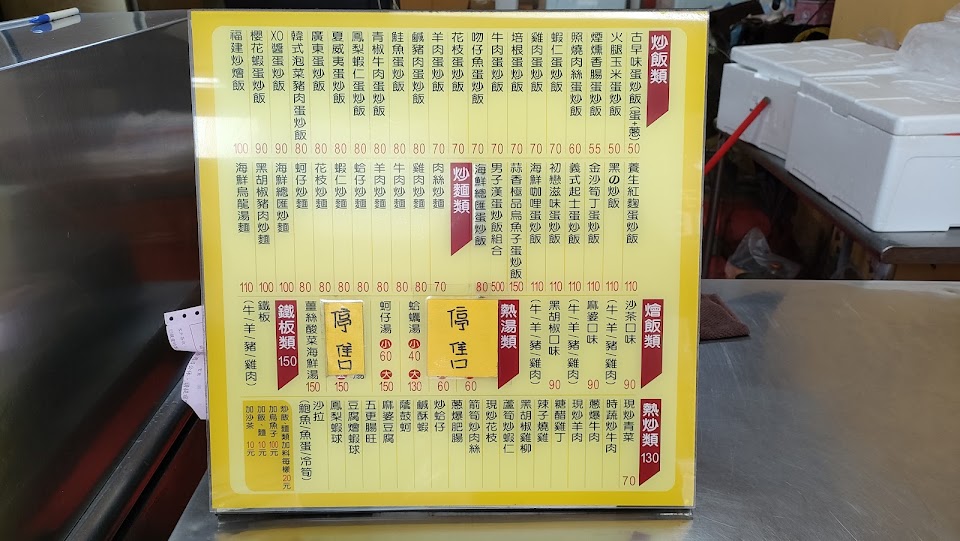 炒飯類
古早味蛋炒飯(蛋+蔥) 50
火腿玉米蛋炒飯 50
煙燻香腸蛋炒飯 55
照燒肉絲蛋炒飯 60
蝦仁蛋炒飯 70
雞肉蛋炒飯 70
培根蛋炒飯 70
牛肉蛋炒飯 70
吻仔魚蛋炒飯 70
花枝蛋炒飯 70
羊肉蛋炒飯 70
鹹豬肉蛋炒飯 80
鮭魚蛋炒飯 80
青椒牛肉蛋炒飯 80
鳳梨蝦仁蛋炒飯 80
夏威夷蛋炒飯 80
廣東蛋炒飯 80
韓式泡菜豬肉蛋炒飯 80
XO醬蛋炒飯 90
櫻花蝦蛋炒飯 90
福建炒燴飯 100
養生紅麴蛋炒飯 110
黑の炒飯 110
金沙筍丁蛋炒飯 110
義式起士蛋炒飯 110
初戀滋味蛋炒飯 110
海鮮咖哩蛋炒飯 110
蒜香極品烏魚子蛋炒飯 150
男子漢蛋炒飯組合 500
海鮮總匯蛋炒飯 80
炒麵類
肉絲炒麵 70
雞肉炒麵 80
牛肉炒麵 80
羊肉炒麵 80
蛤仔炒麵 80
蝦仁炒麵 80
花枝炒麵 80
蚵仔炒麵 80
海鮮總匯炒麵 100
黑胡椒豬肉炒麵 100
海鮮烏龍湯麵 110
燴飯類
沙茶口味
(牛/羊/豬/雞肉) 90
麻婆口味
(牛/羊/豬/雞肉) 90
黑胡椒口味
(牛/羊/豬/雞肉) 90
熱湯類
停售
60
60
蛤蠣湯 小40 大130
蚵仔湯 小60 大150
停售
湯
150
薑絲酸菜海鮮湯 150
鐵板類 150
鐵板
(牛/羊/豬/雞肉)
熱炒類 130
現炒青菜 70
時蔬炒牛肉
蔥爆牛肉
現炒羊肉
糖醋雞丁
辣子燒雞
黑胡椒雞柳
蘆筍炒蝦仁
現炒花枝
箭筍炒肉絲
蔥爆肥腸
炒蛤仔
鹹酥蝦
蔭鼓蚵
麻婆豆腐
五更腸旺
豆腐燴蝦球
鳳梨蝦球
沙拉
(鮑魚/魚蛋/冷筍)
炒飯、麵類加料每樣 20元
加烏魚子 100元
加飯、麵 10元
加沙茶 10元